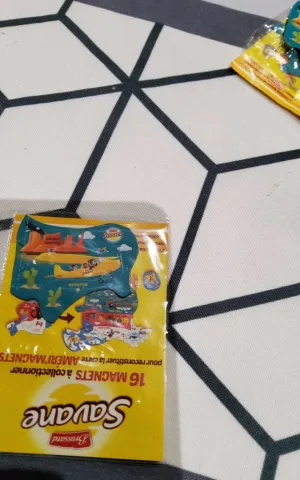 Brossard
Savane
16 MAGNETS à collectionner
pour reconstituer la carte AMERI'MAGNETS